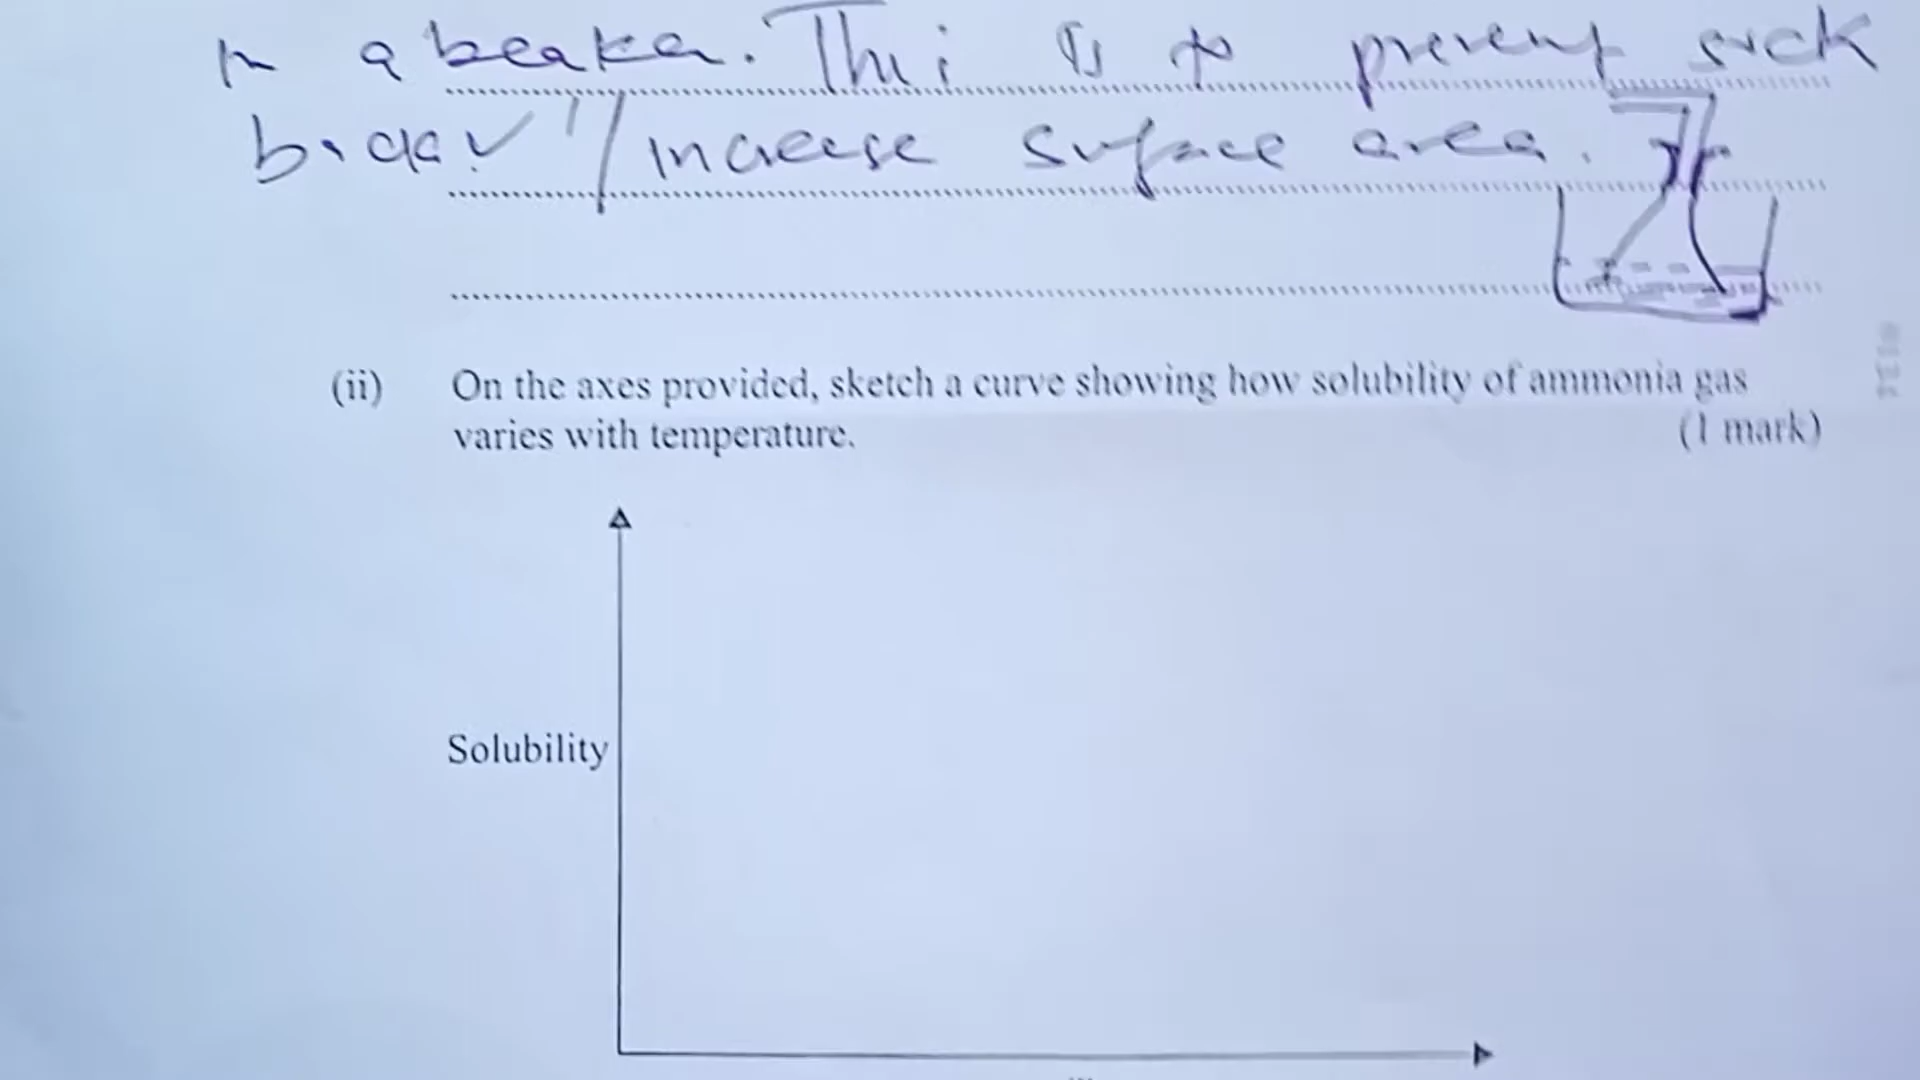 in a beaker. This is to prevent suck
back. ✓ 1 / Increase surface area.
(ii) On the axes provided, sketch a curve showing how solubility of ammonia gas
varies with temperature. (1 mark)
Solubility